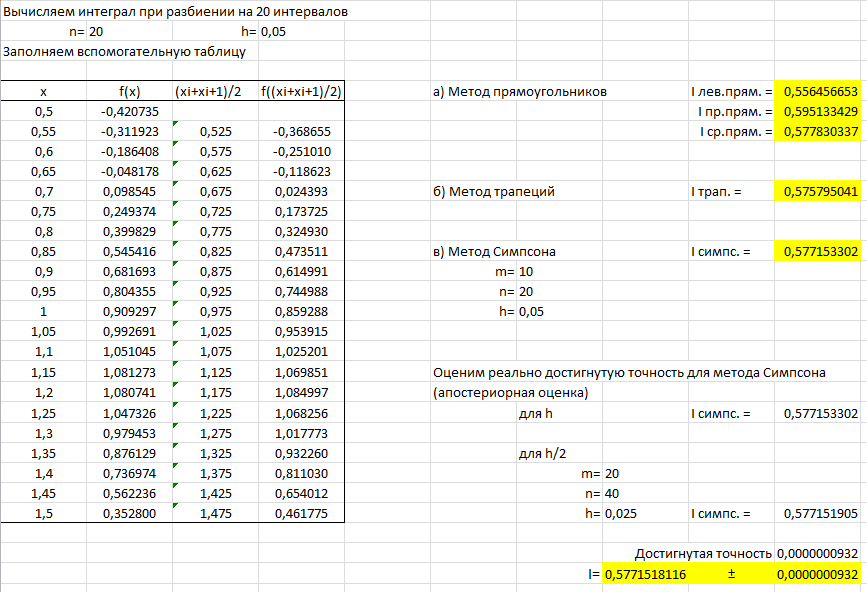 Вычисляем интеграл при разбиении на 20 интервалов
n= 20 h= 0,05
Заполняем вспомогательную таблицу
x f(x) (xi+xi+1)/2 f((xi+xi+1)/2) а) Метод прямоугольников I лев.прям. = 0,556456653
0,5 -0,420735 I пр.прям. = 0,595133429
0,55 -0,311923 0,525 -0,368655 I ср.прям. = 0,577830337
0,6 -0,186408 0,575 -0,251010
0,65 -0,048178 0,625 -0,118623
0,7 0,098545 0,675 0,024393 б) Метод трапеций I трап. = 0,575795041
0,75 0,249374 0,725 0,173725
0,8 0,399829 0,775 0,324930
0,85 0,545416 0,825 0,473511 в) Метод Симпсона I симпс. = 0,577153302
0,9 0,681693 0,875 0,614991 m= 10
0,95 0,804355 0,925 0,744988 n= 20
1 0,909297 0,975 0,859288 h= 0,05
1,05 0,992691 1,025 0,953915
1,1 1,051045 1,075 1,025201
1,15 1,081273 1,125 1,069851 Оценим реально достигнутую точность для метода Симпсона
1,2 1,080741 1,175 1,084997 (апостериорная оценка)
1,25 1,047326 1,225 1,068256 для h I симпс. = 0,577153302
1,3 0,979453 1,275 1,017773
1,35 0,876129 1,325 0,932260 для h/2
1,4 0,736974 1,375 0,811030 m= 20
1,45 0,562236 1,425 0,654012 n= 40
1,5 0,352800 1,475 0,461775 h= 0,025 I симпс. = 0,577151905
Достигнутая точность 0,0000000932
I= 0,5771518116 ± 0,0000000932